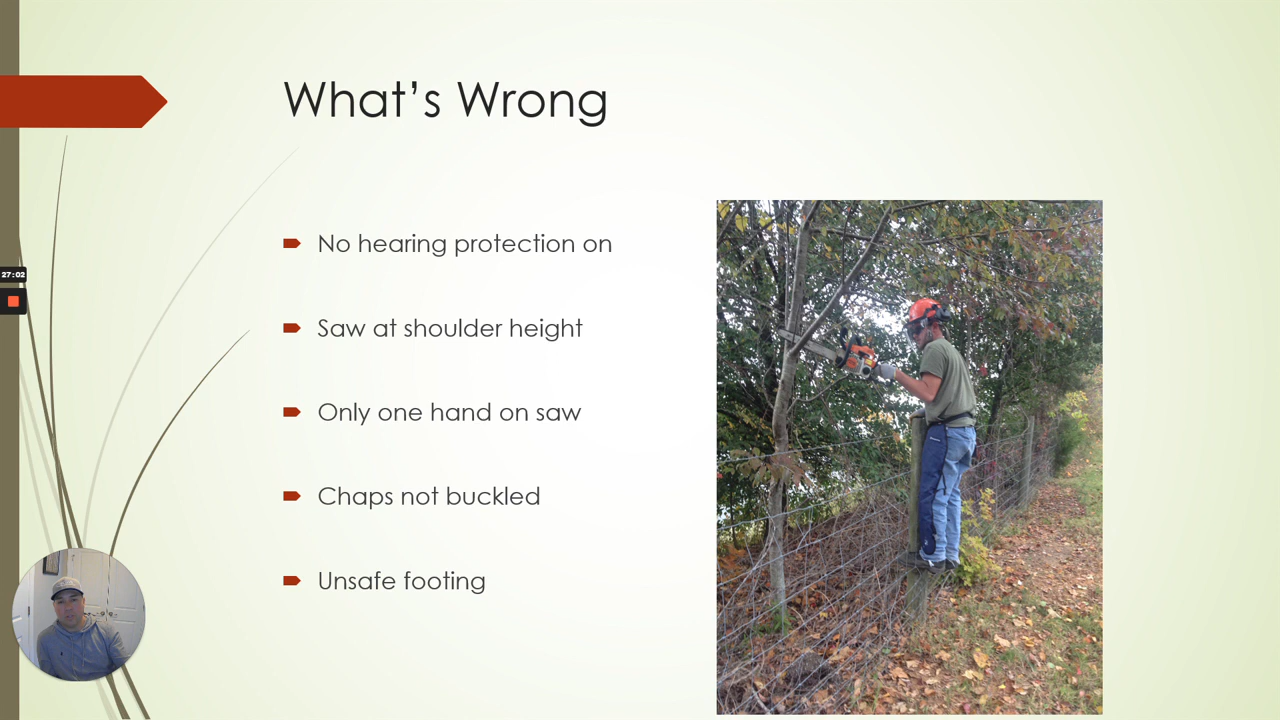 What's Wrong
No hearing protection on
Saw at shoulder height
27:02
Only one hand on saw
Chaps not buckled
Unsafe footing